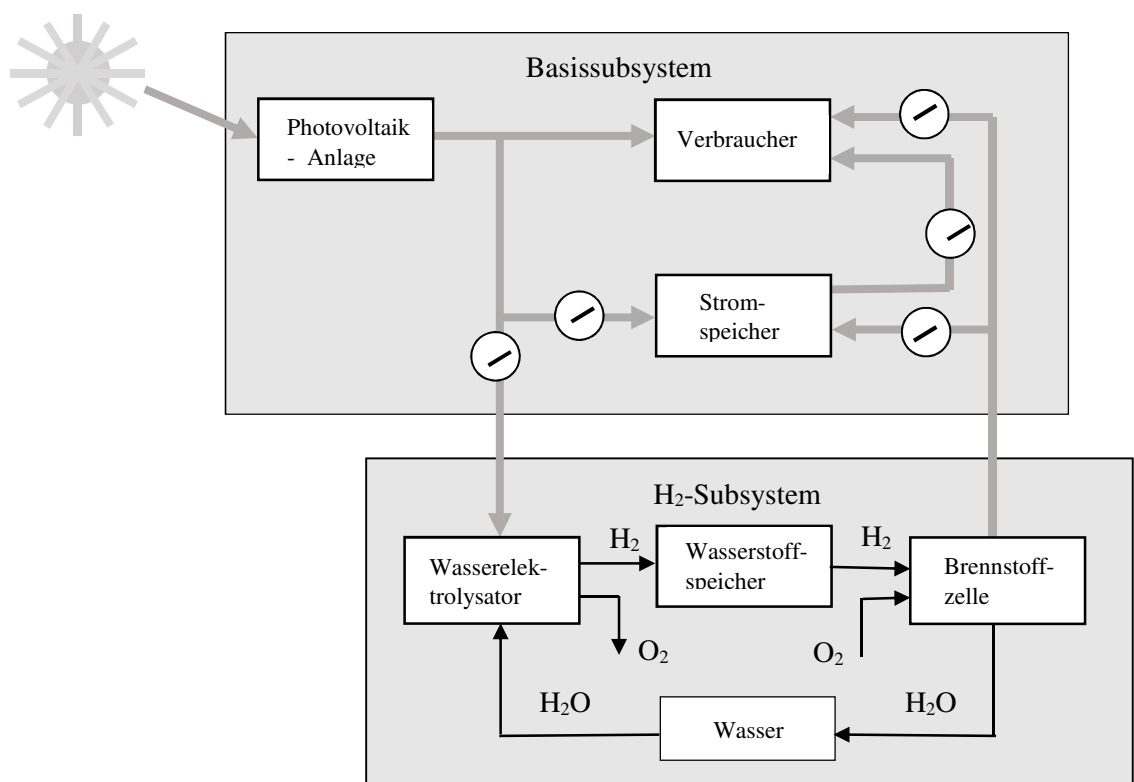 Basissubsystem
Photovoltaik
- Anlage
Verbraucher
Strom-
speicher
H₂-Subsystem
Wasserelek-
trolysator
H₂
Wasserstoff-
speicher
H₂
Brennstoff-
zelle
O₂
O₂
H₂O
Wasser
H₂O